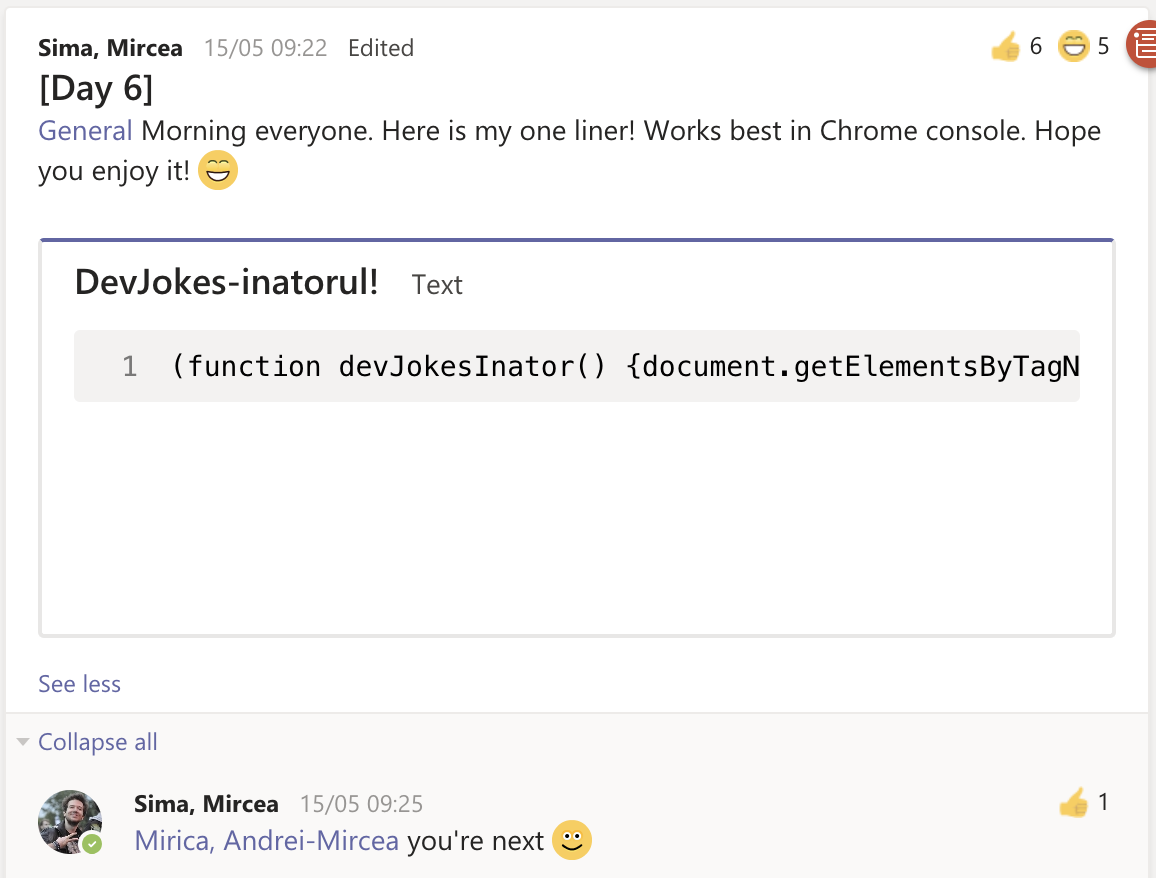 Sima, Mircea 15/05 09:22 Edited 6 5
[Day 6]
General Morning everyone. Here is my one liner! Works best in Chrome console. Hope
you enjoy it!
DevJokes-inatorul! Text
1 (function devJokesInator() {document.getElementsByTagN
See less
Collapse all
Sima, Mircea 15/05 09:25 1
Mirica, Andrei-Mircea you're next